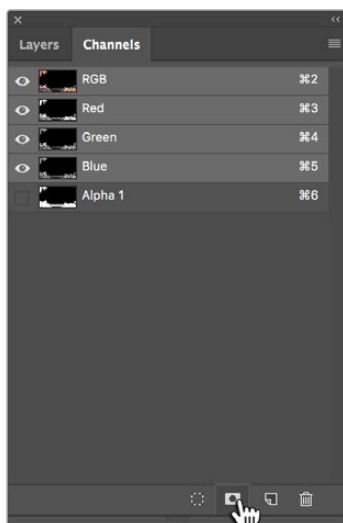 Layers Channels
RGB ⌘2
Red ⌘3
Green ⌘4
Blue ⌘5
Alpha 1 ⌘6